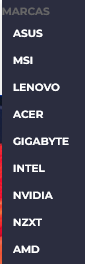 MARCAS
ASUS
MSI
LENOVO
ACER
GIGABYTE
INTEL
NVIDIA
NZXT
AMD